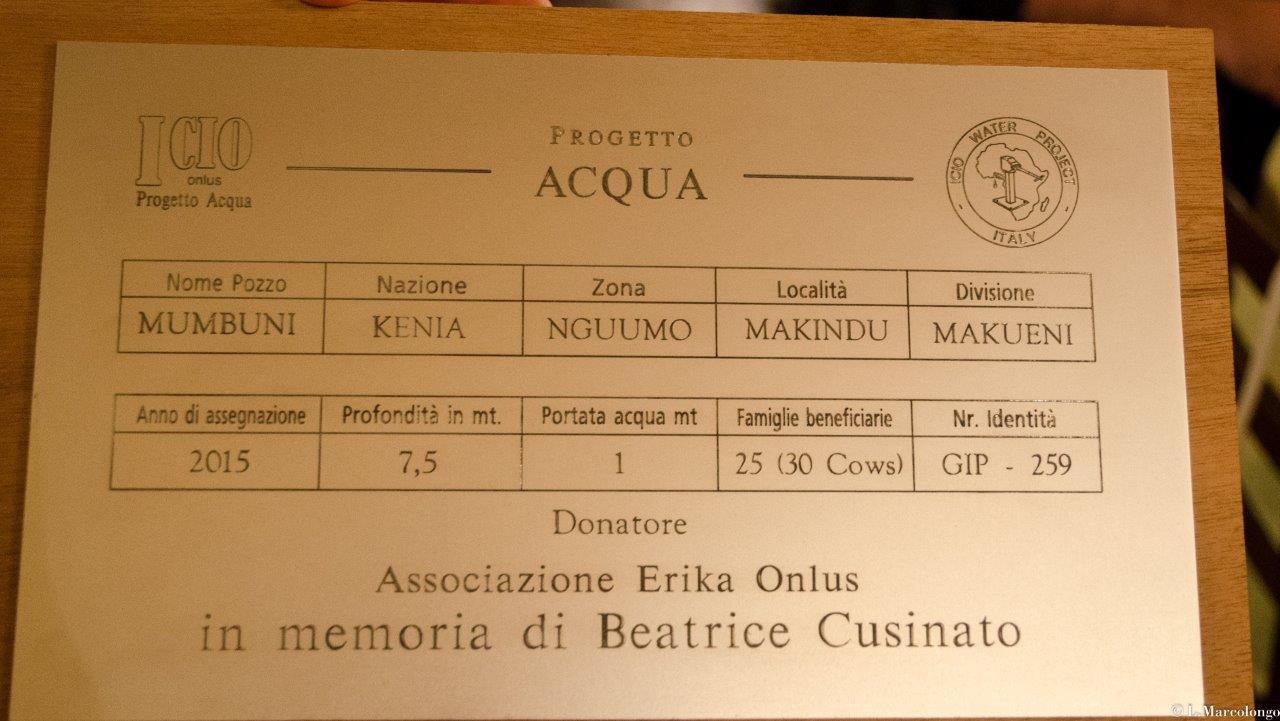 ICIO
onlus
Progetto Acqua
PROGETTO
ACQUA
ICIO WATER PROJECT
- ITALY -
Nome Pozzo Nazione Zona Località Divisione
MUMBUNI KENIA NGUUMO MAKINDU MAKUENI
Anno di assegnazione Profondità in mt. Portata acqua mt Famiglie beneficiarie Nr. Identità
2015 7,5 1 25 (30 Cows) GIP - 259
Donatore
Associazione Erika Onlus
in memoria di Beatrice Cusinato
© L.Marcolongo